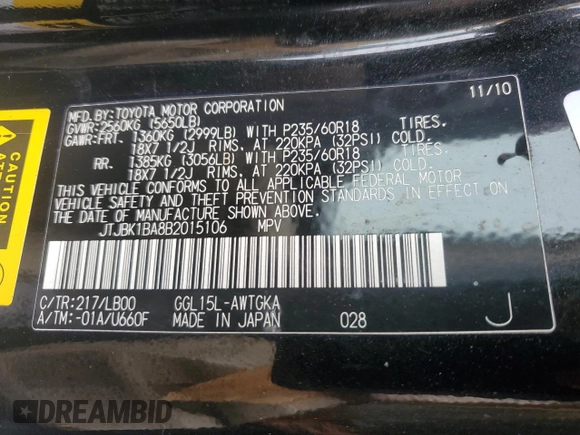 MFD.BY:TOYOTA MOTOR CORPORATION 11/10
GVWR:2560KG (5650LB)
GAWR:FRT. 1360KG (2999LB) WITH P235/60R18 TIRES.
18X7 1/2J RIMS, AT 220KPA (32PSI) COLD.
RR. 1385KG (3056LB) WITH P235/60R18 TIRES.
18X7 1/2J RIMS, AT 220KPA (32PSI) COLD.
THIS VEHICLE CONFORMS TO ALL APPLICABLE FEDERAL MOTOR
VEHICLE SAFETY AND THEFT PREVENTION STANDARDS IN EFFECT ON
THE DATE OF MANUFACTURE SHOWN ABOVE.
JTJBK1BA8B2015106 MPV
C/TR:217/LB00 GGL15L-AWTGKA
A/TM:-01A/U660F MADE IN JAPAN 028 J
CAUTION
DREAMBID